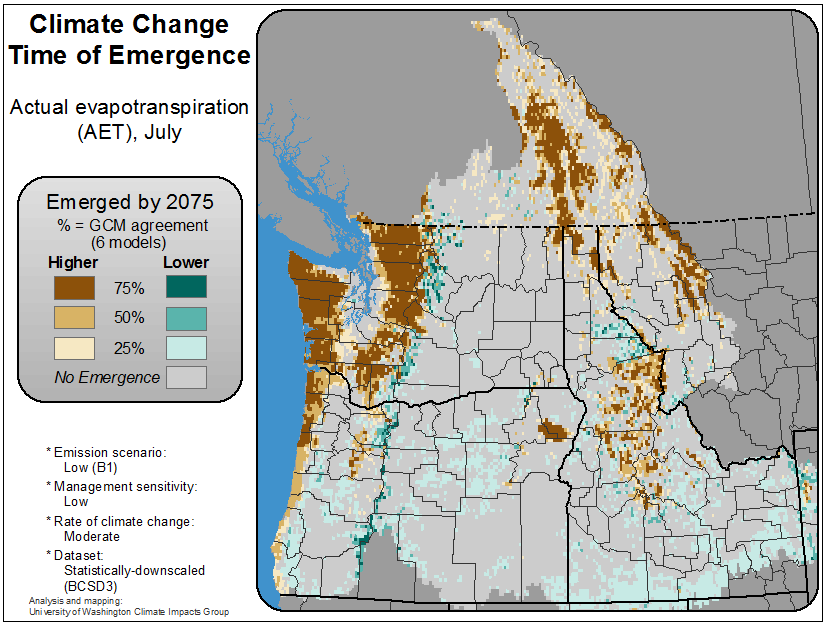 Climate Change
Time of Emergence
Actual evapotranspiration
(AET), July
Emerged by 2075
% = GCM agreement
(6 models)
Higher Lower
75%
50%
25%
No Emergence
* Emission scenario:
Low (B1)
* Management sensitivity:
Low
* Rate of climate change:
Moderate
* Dataset:
Statistically-downscaled
(BCSD3)
Analysis and mapping:
University of Washington Climate Impacts Group